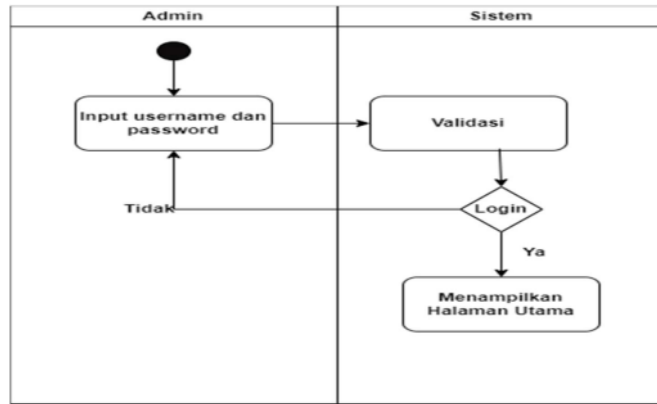 Admin
Sistem
Input username dan
password
Validasi
Tidak
Login
Ya
Menampilkan
Halaman Utama